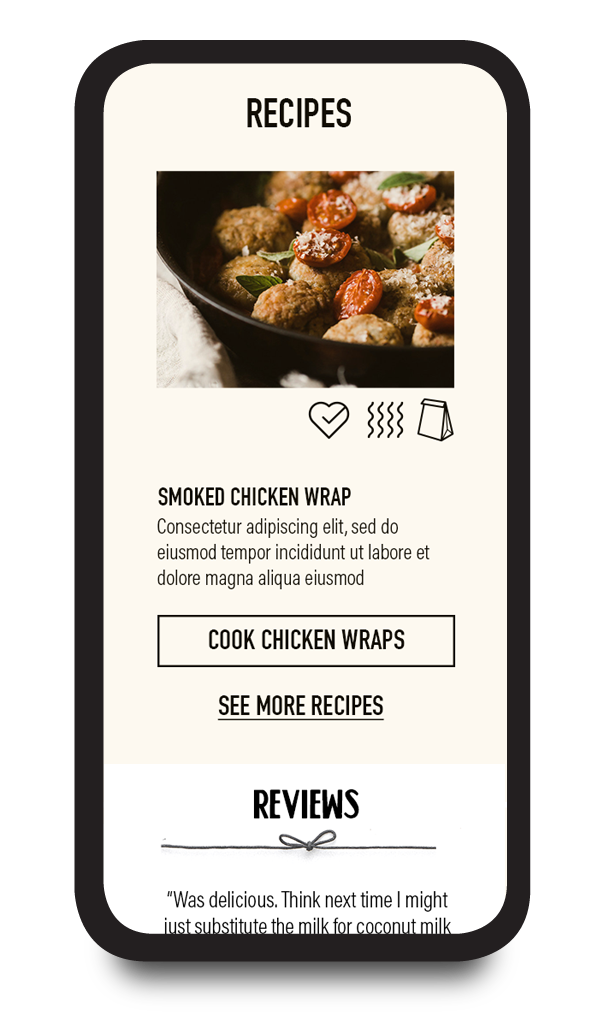 RECIPES
SMOKED CHICKEN WRAP
Consectetur adipiscing elit, sed do
eiusmod tempor incididunt ut labore et
dolore magna aliqua eiusmod
COOK CHICKEN WRAPS
SEE MORE RECIPES
REVIEWS
"Was delicious. Think next time I might
just substitute the milk for coconut milk